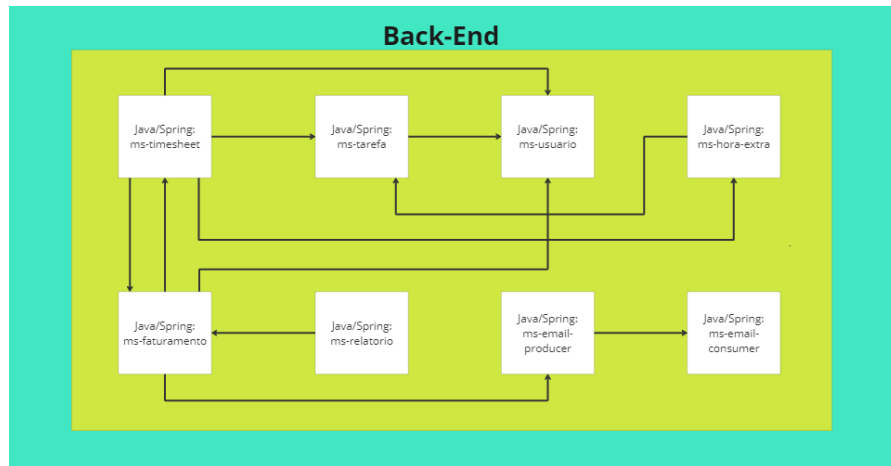 Back-End
Java/Spring:
ms-timesheet
Java/Spring:
ms-tarefa
Java/Spring:
ms-usuario
Java/Spring:
ms-hora-extra
Java/Spring:
ms-faturamento
Java/Spring:
ms-relatorio
Java/Spring:
ms-email-
producer
Java/Spring:
ms-email-
consumer